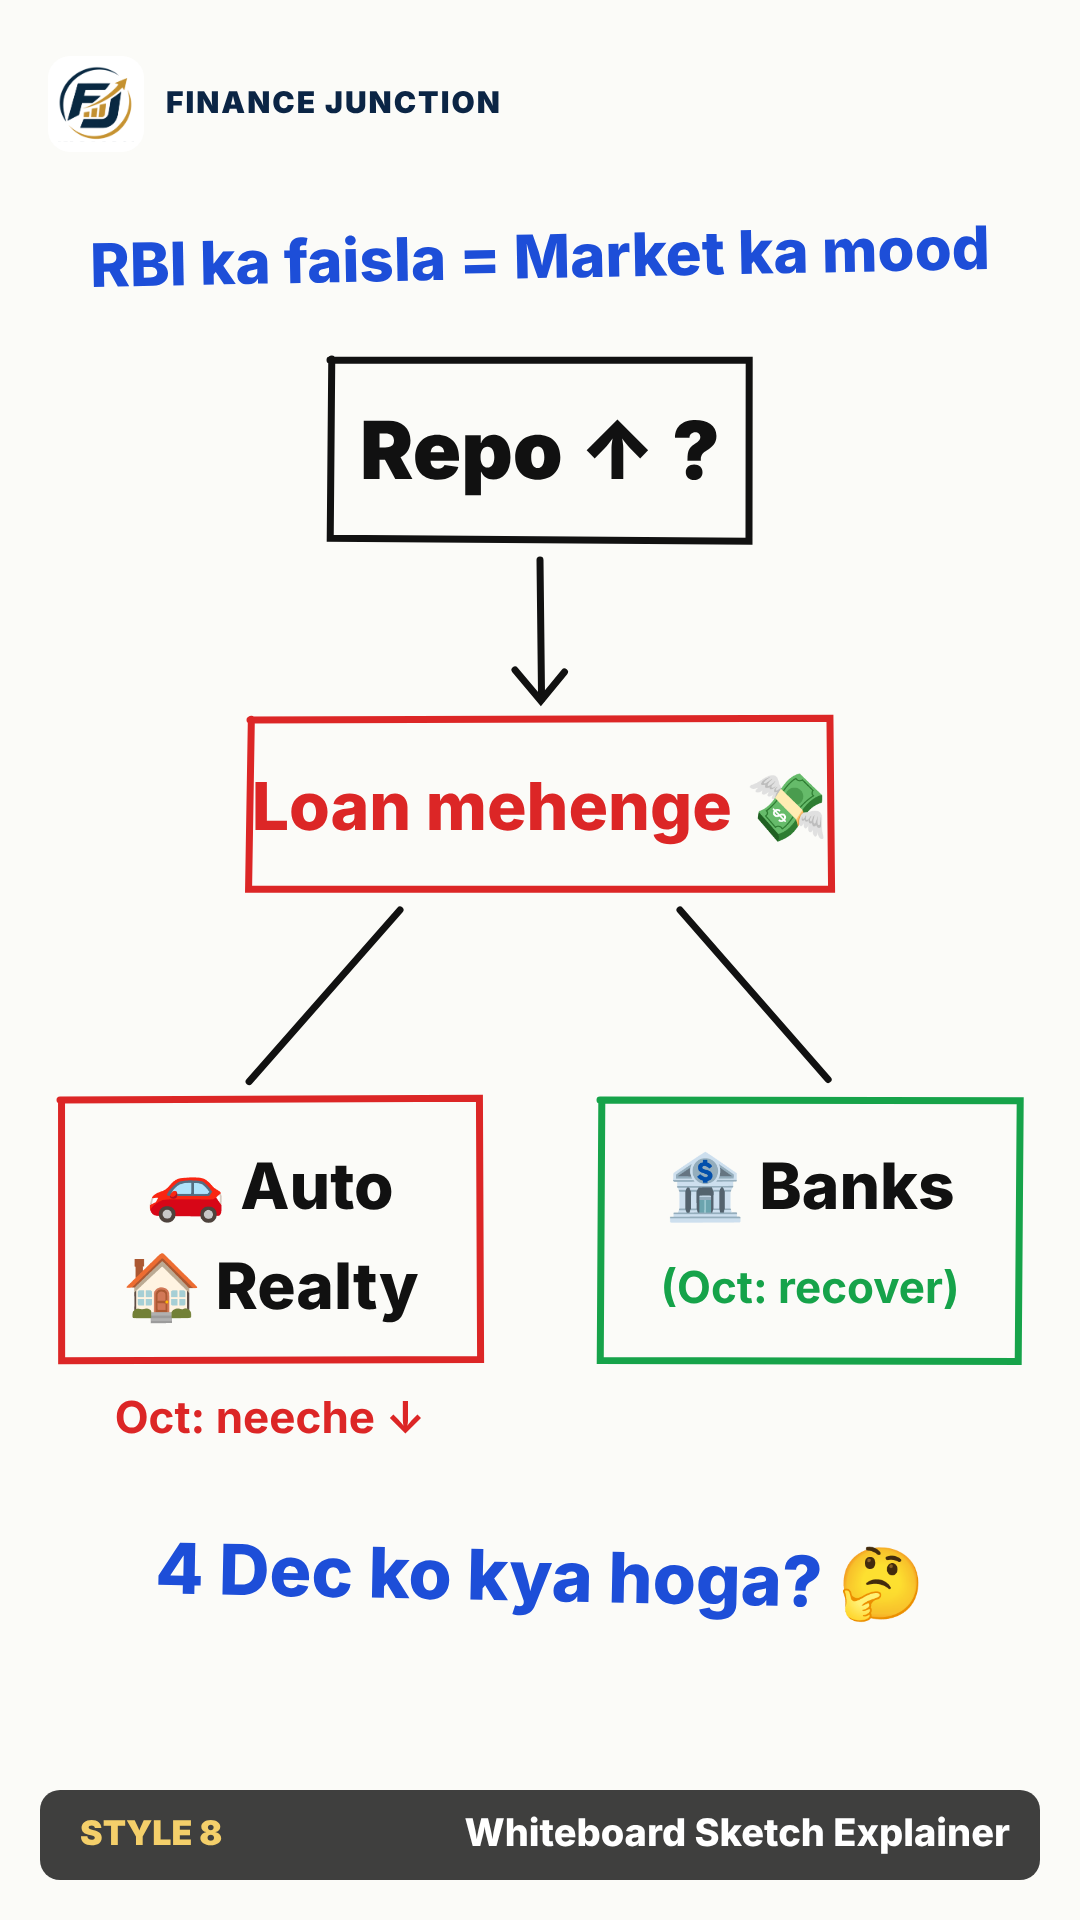 FJ
FINANCE JUNCTION
RBI ka faisla = Market ka mood
Repo ↑ ?
Loan mehenge 💸
🚗 Auto
🏠 Realty
Oct: neeche ↓
🏦 Banks
(Oct: recover)
4 Dec ko kya hoga? 🤔
STYLE 8
Whiteboard Sketch Explainer